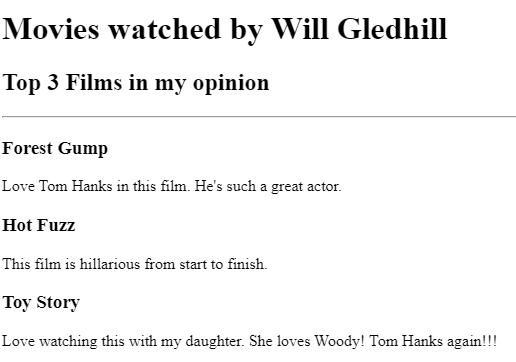 Movies watched by Will Gledhill
Top 3 Films in my opinion
Forest Gump
Love Tom Hanks in this film. He's such a great actor.
Hot Fuzz
This film is hillarious from start to finish.
Toy Story
Love watching this with my daughter. She loves Woody! Tom Hanks again!!!